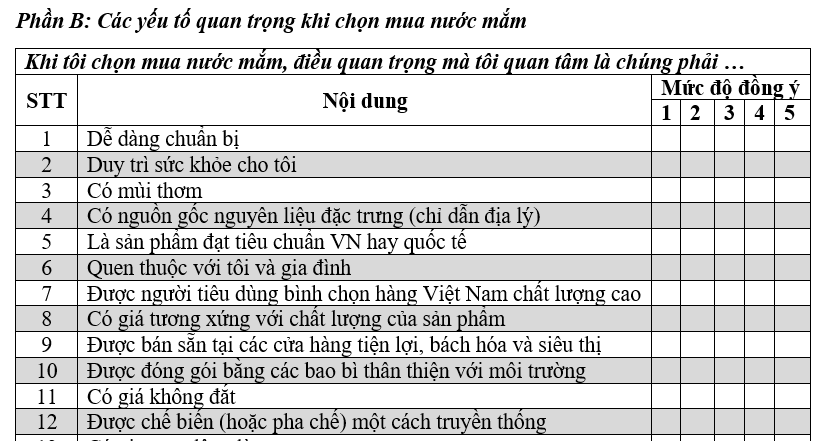 Phần B: Các yếu tố quan trọng khi chọn mua nước mắm
Khi tôi chọn mua nước mắm, điều quan trọng mà tôi quan tâm là chúng phải …
STT Nội dung Mức độ đồng ý
1 2 3 4 5
1 Dễ dàng chuẩn bị
2 Duy trì sức khỏe cho tôi
3 Có mùi thơm
4 Có nguồn gốc nguyên liệu đặc trưng (chỉ dẫn địa lý)
5 Là sản phẩm đạt tiêu chuẩn VN hay quốc tế
6 Quen thuộc với tôi và gia đình
7 Được người tiêu dùng bình chọn hàng Việt Nam chất lượng cao
8 Có giá tương xứng với chất lượng của sản phẩm
9 Được bán sẵn tại các cửa hàng tiện lợi, bách hóa và siêu thị
10 Được đóng gói bằng các bao bì thân thiện với môi trường
11 Có giá không đắt
12 Được chế biến (hoặc pha chế) một cách truyền thống